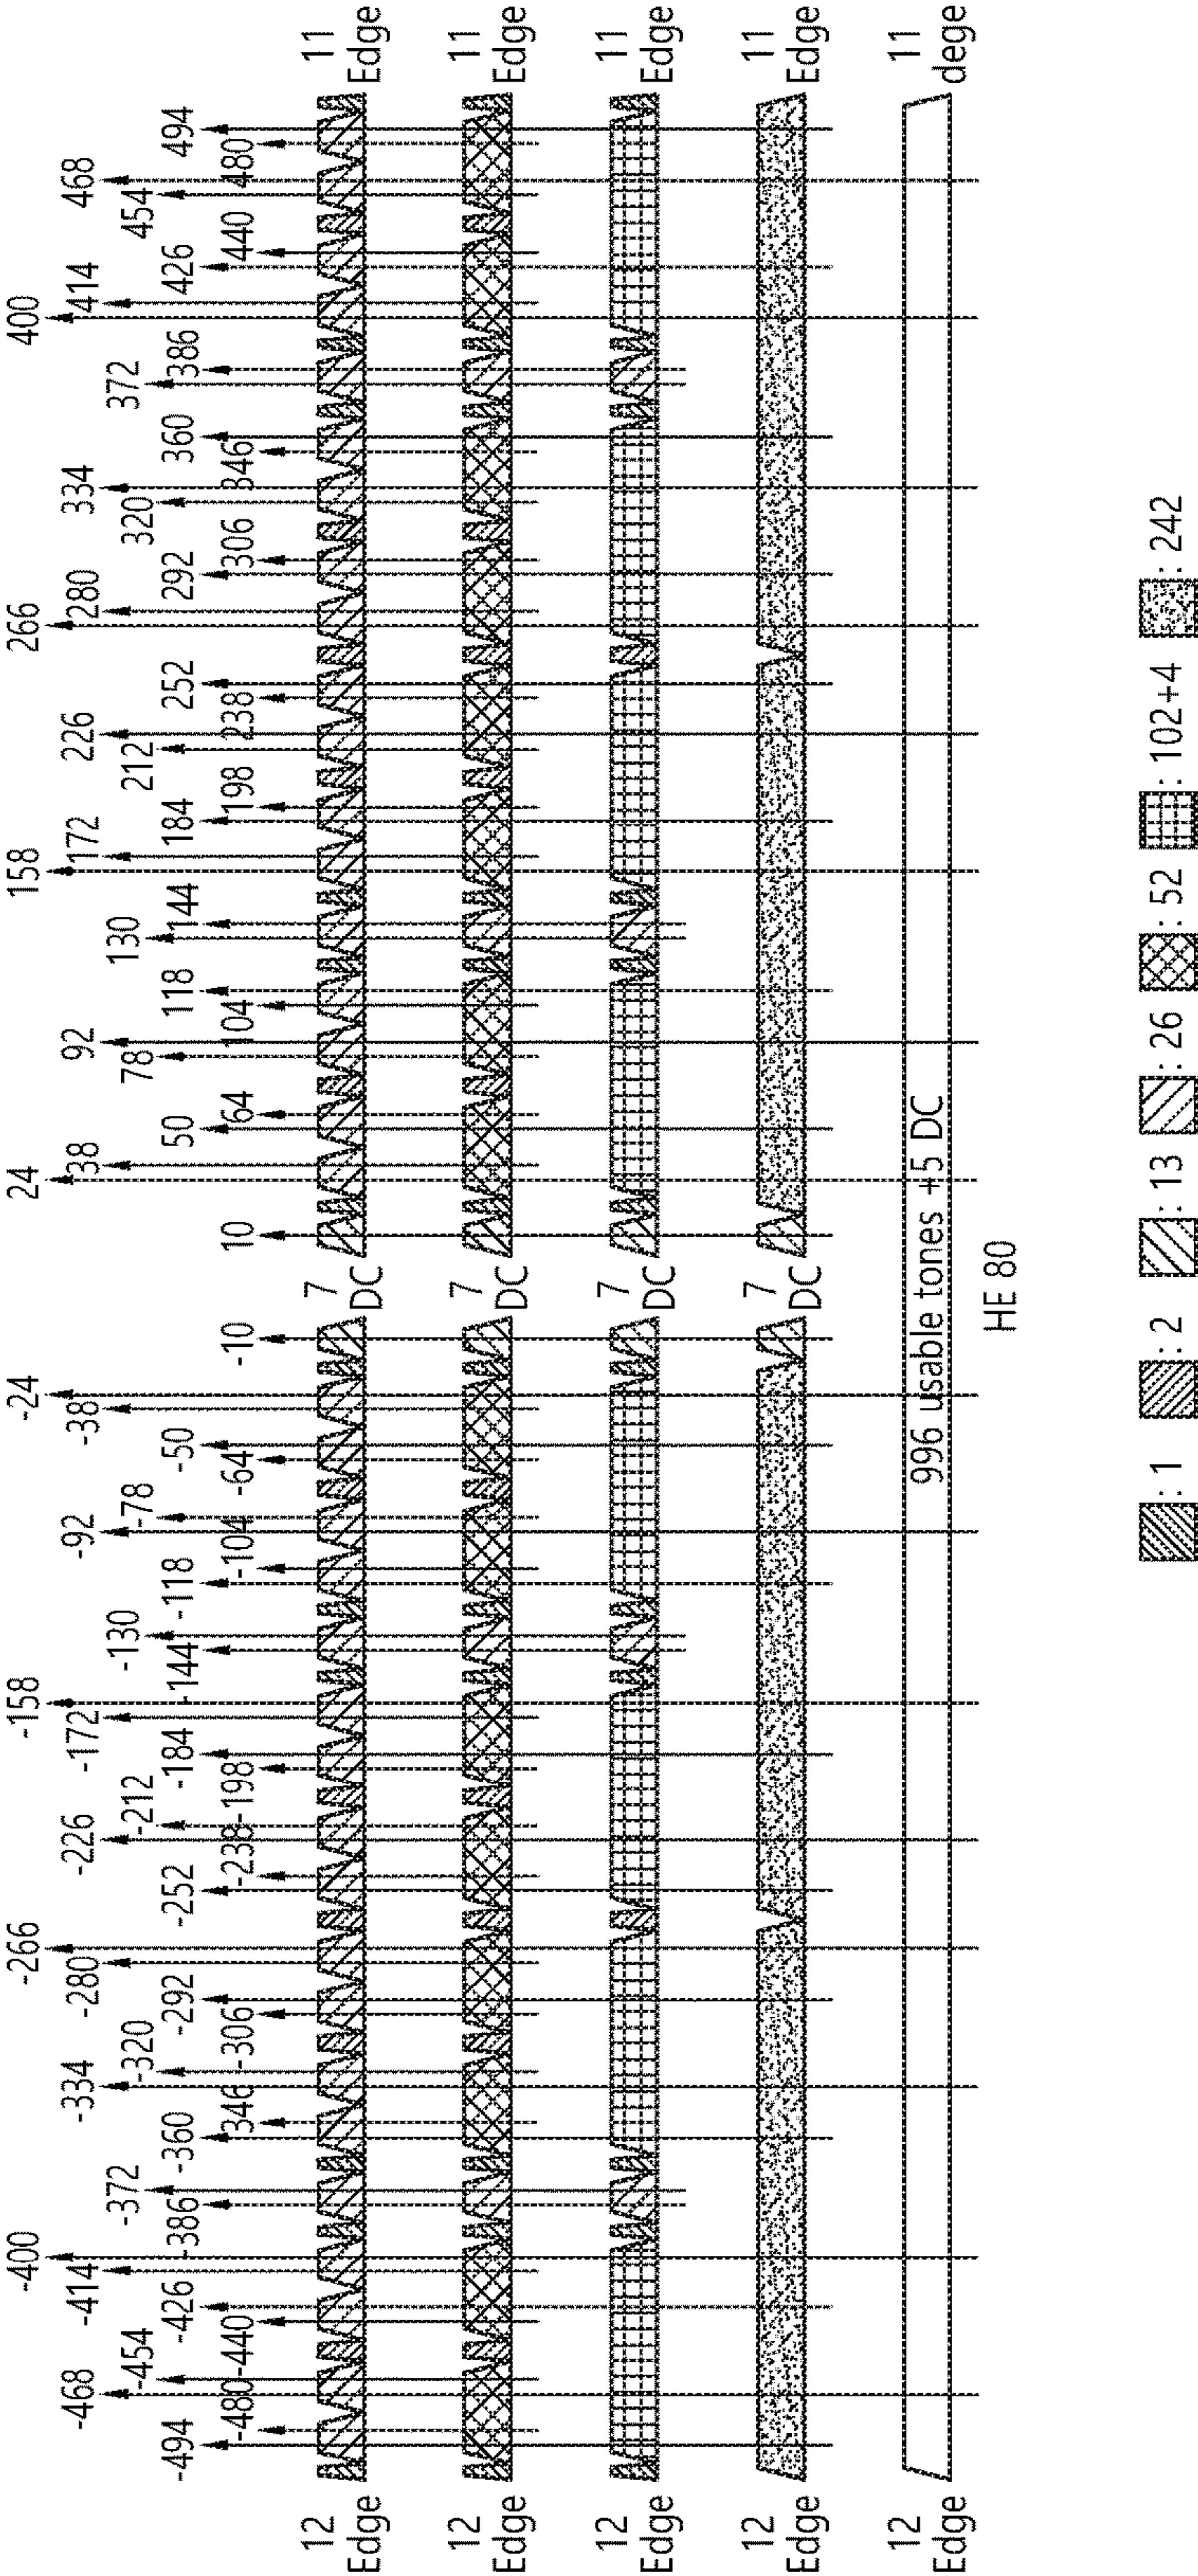 -400 -266 -158 -24 24 158 266 400
-468 -414 -334 -280 -226 -172 -92 -38 38 92 172 226 280 334 414 468
-454 -372 -320 -212 -130 -78 78 130 212 320 372 454
-494 -426 -386 -360 -292 -252 -184 -144 -118 -50 50 118 144 184 252 292 360 386 426 494
-480 -440 346 -306 -238 -198 -104 -64 -10 10 64 104 198 238 306 346 440 480
12 7 11
Edge DC Edge
12 7 11
Edge DC Edge
12 7 11
Edge DC Edge
12 7 11
Edge DC Edge
12 996 usable tones +5 DC 11
Edge dege
HE 80
: 1 : 2 : 13 : 26 : 52 : 102+4 : 242